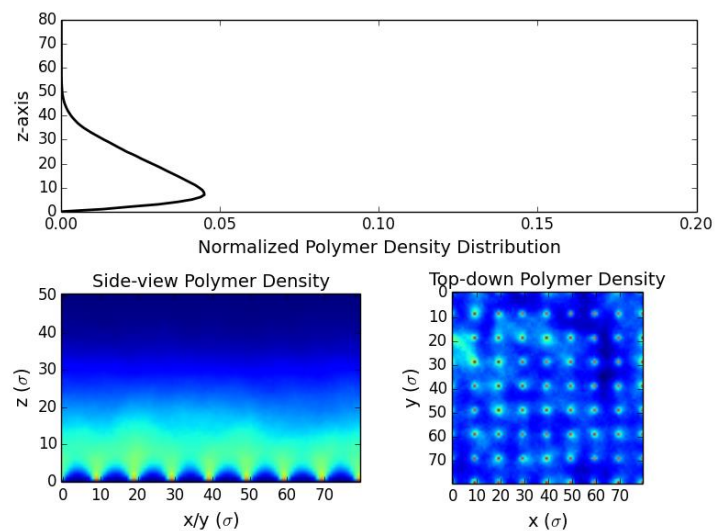 80
70
60
50
40
30
20
10
0
z-axis
0.00 0.05 0.10 0.15 0.20
Normalized Polymer Density Distribution
Side-view Polymer Density
50
40
30
20
10
0
z (σ)
0 10 20 30 40 50 60 70
x/y (σ)
Top-down Polymer Density
0
10
20
30
40
50
60
70
y (σ)
0 10 20 30 40 50 60 70
x (σ)